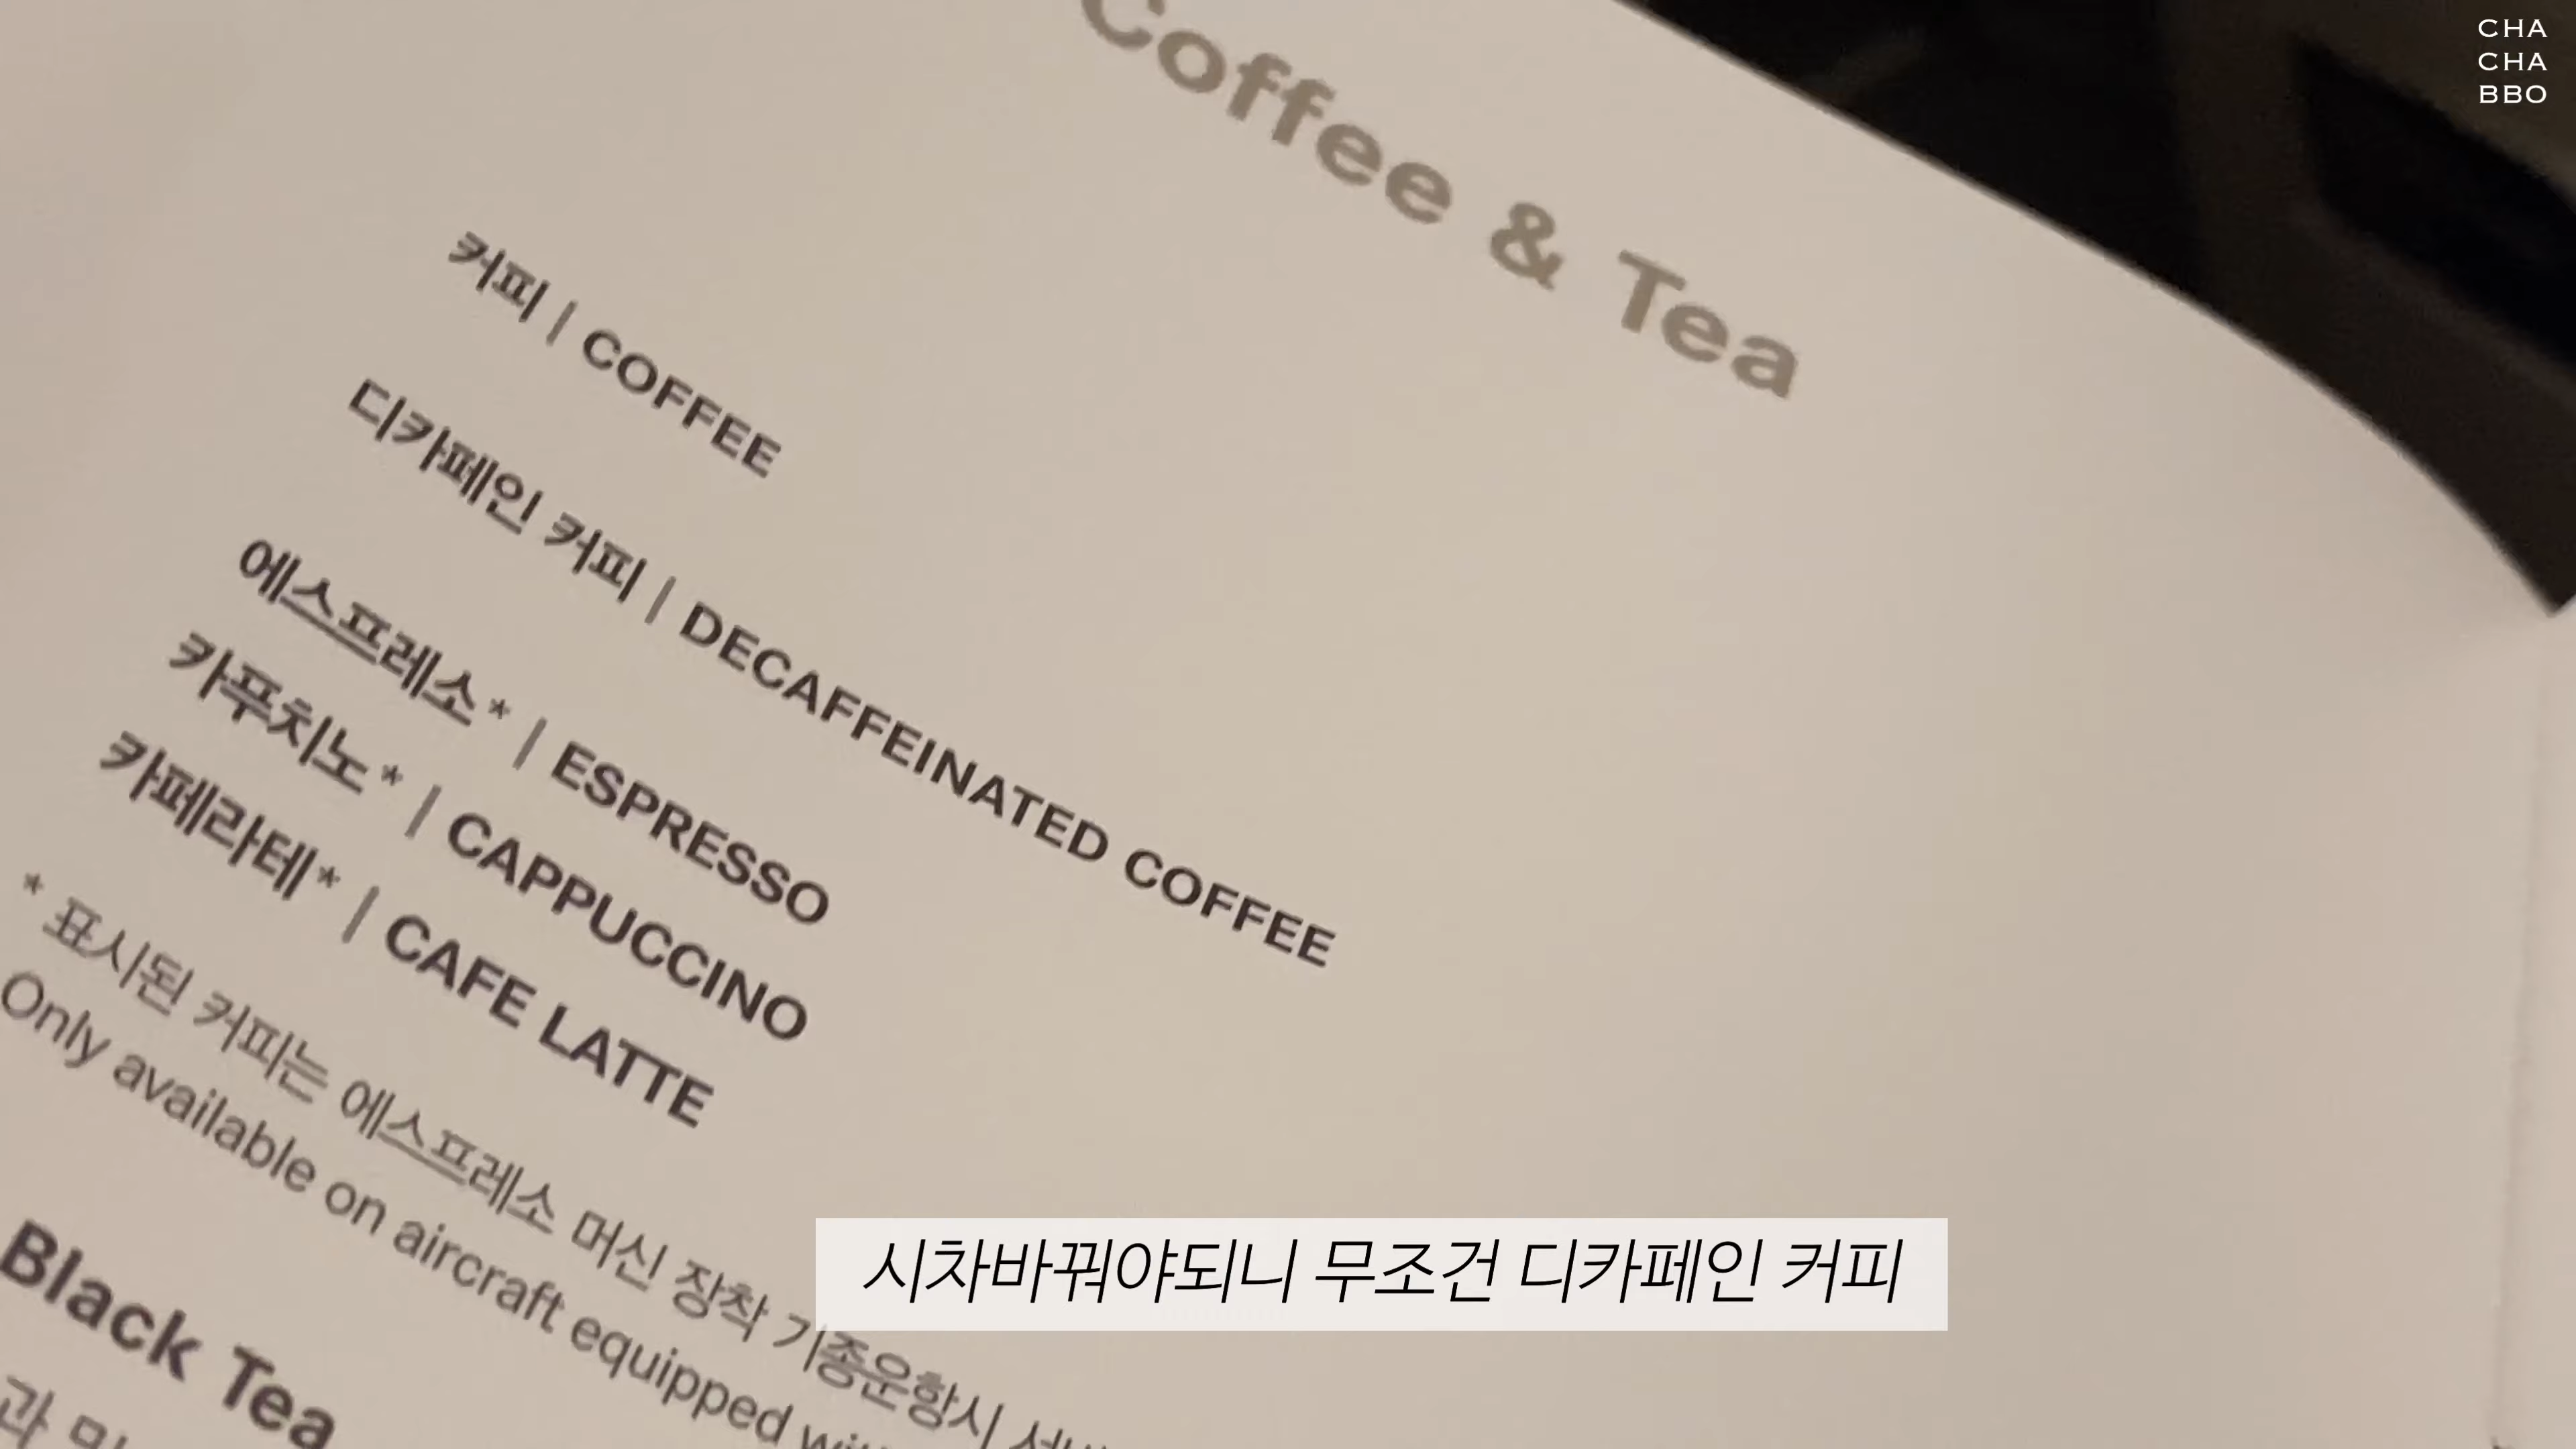 CHA
CHA
BBO
Coffee & Tea
커피 | COFFEE
디카페인 커피 | DECAFFEINATED COFFEE
에스프레소* | ESPRESSO
카푸치노* | CAPPUCCINO
카페라테* | CAFE LATTE
* 표시된 커피는 에스프레소 머신 장착 기종운항시
Only available on aircraft equipped
Black Tea
시차바꿔야되니 무조건 디카페인 커피